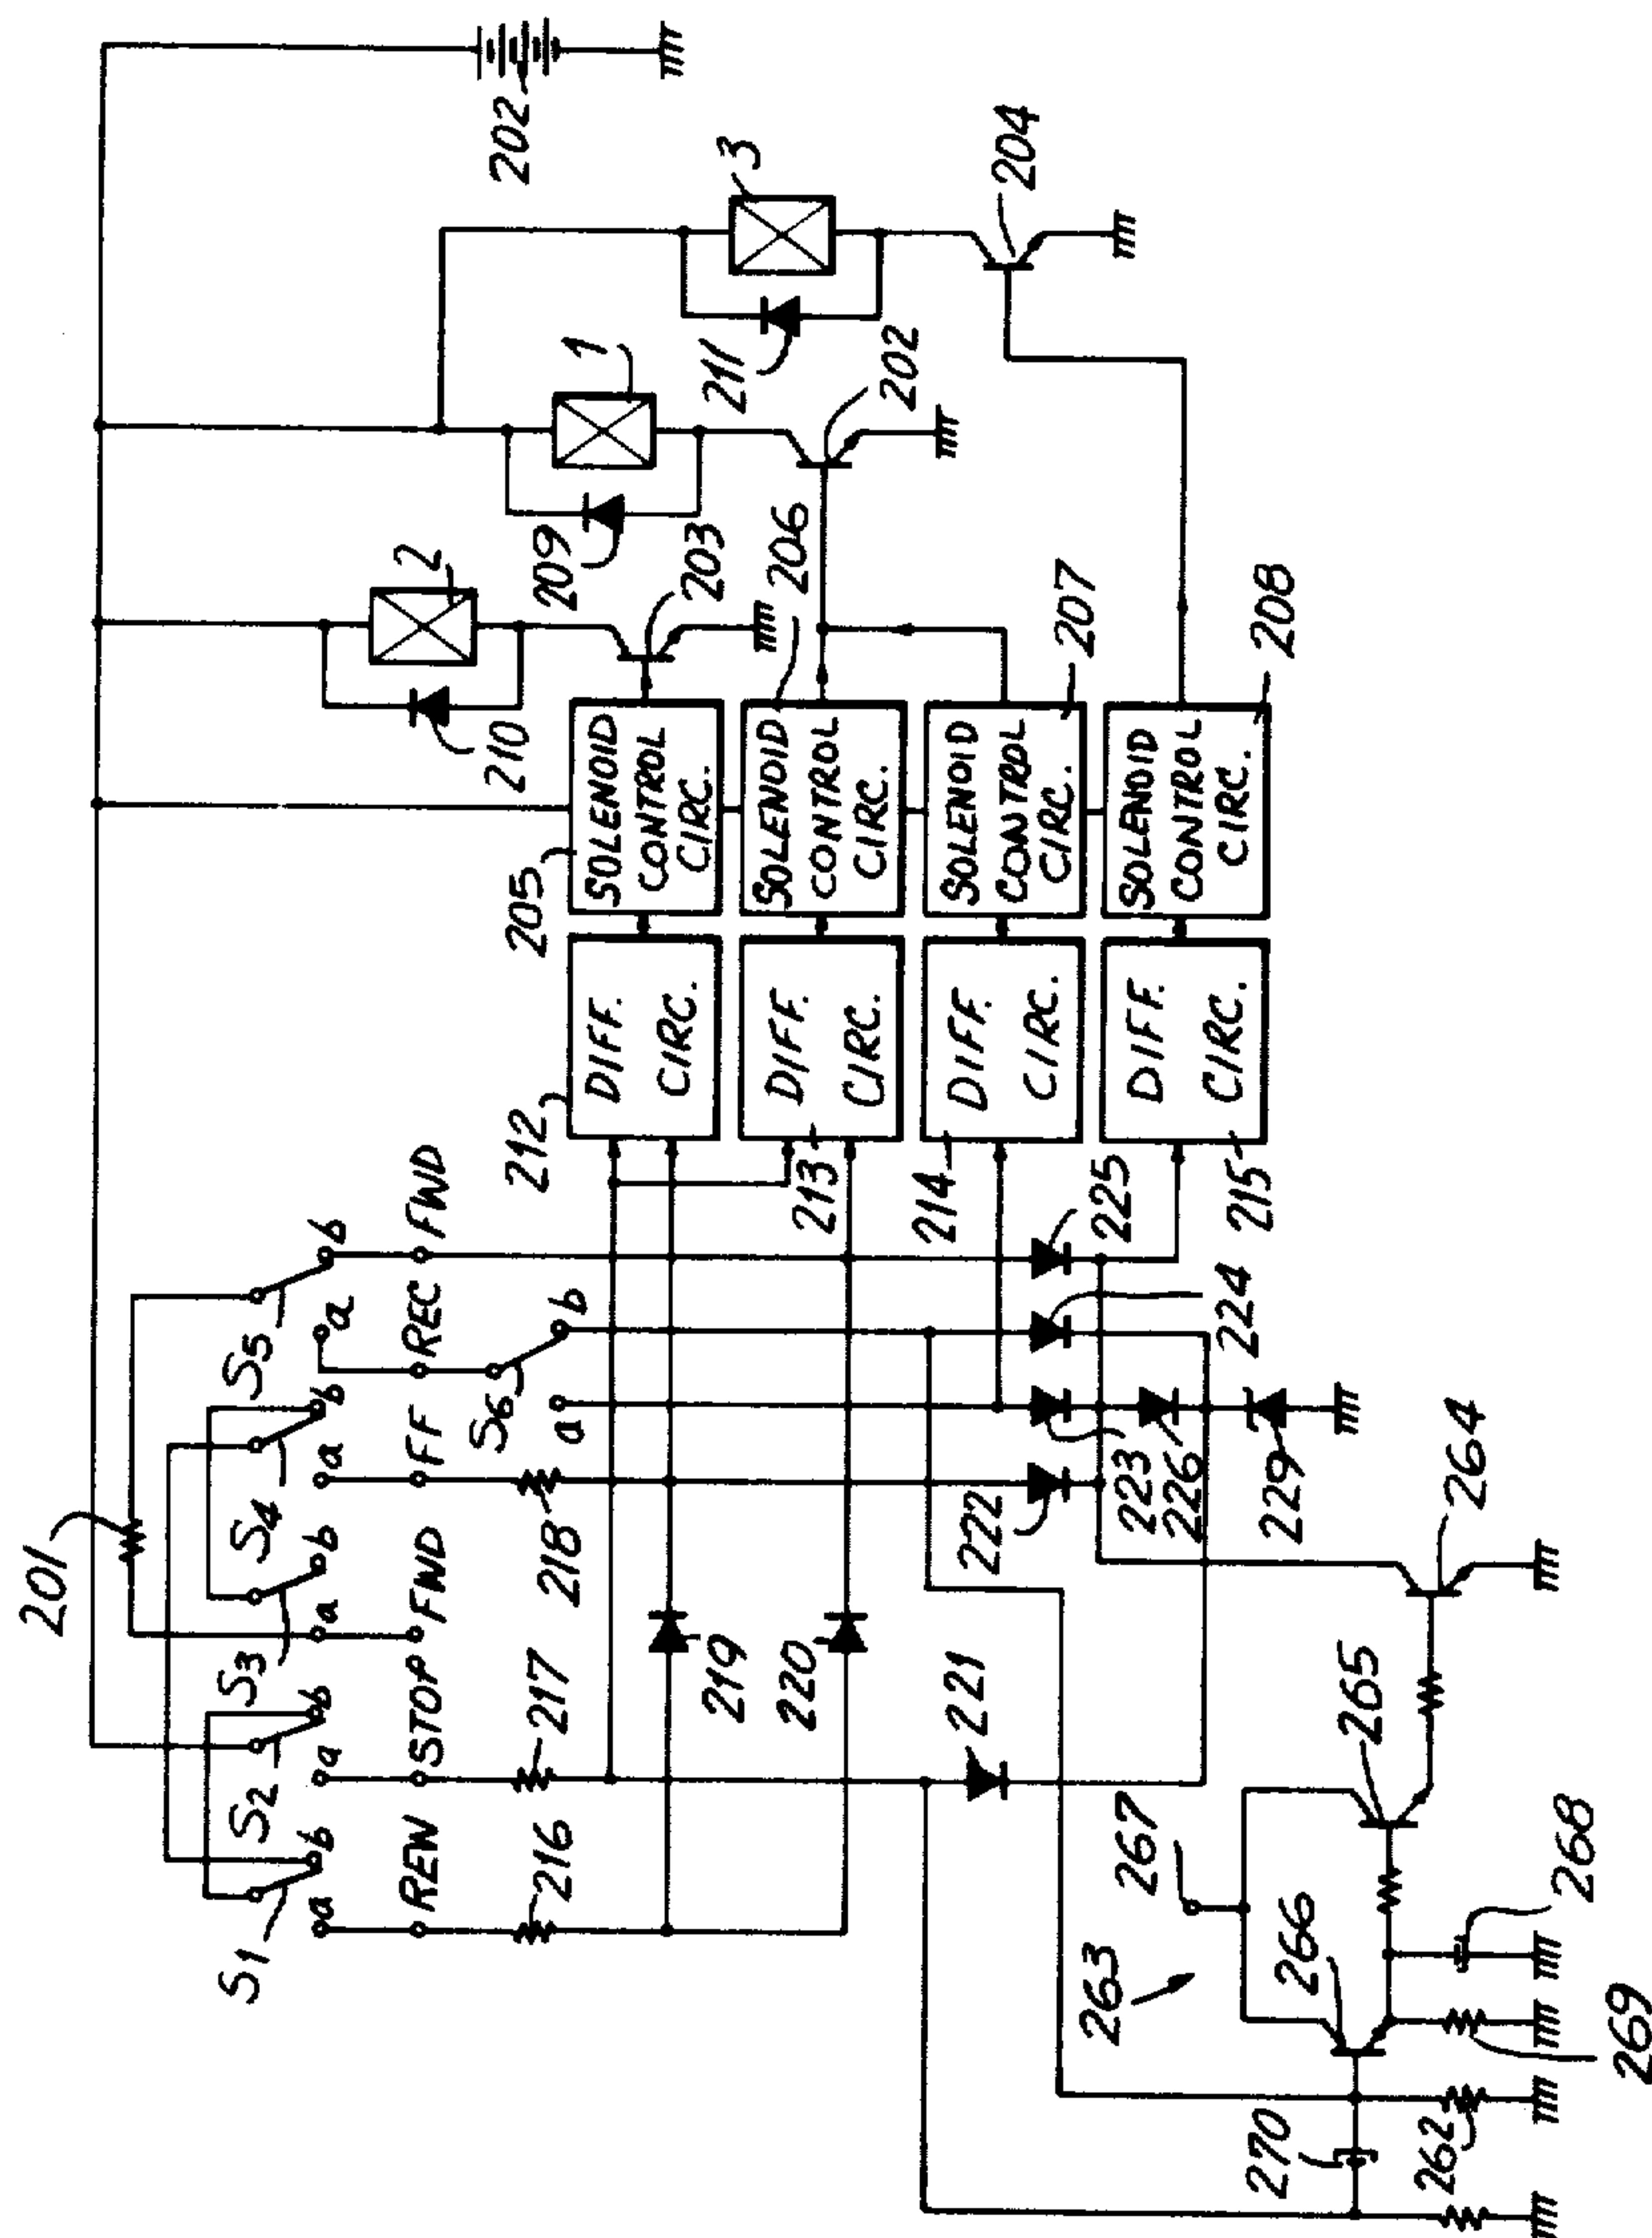 201
202
S1
S2
S3
S4
S5
a
b
a
b
a
b
a
b
a
b
REW
STOP
FWD
FF
REC
FWD
S6
a
b
216
217
218
219
220
221
222
223
224
225
226
229
212
DIFF.
CIRC.
213
DIFF.
CIRC.
214
DIFF.
CIRC.
215
DIFF.
CIRC.
205
SOLENOID
CONTROL
CIRC.
206
SOLENOID
CONTROL
CIRC.
207
SOLENOID
CONTROL
CIRC.
208
SOLENOID
CONTROL
CIRC.
2
210
203
1
209
202
3
211
204
263
267
264
265
266
268
269
262
270